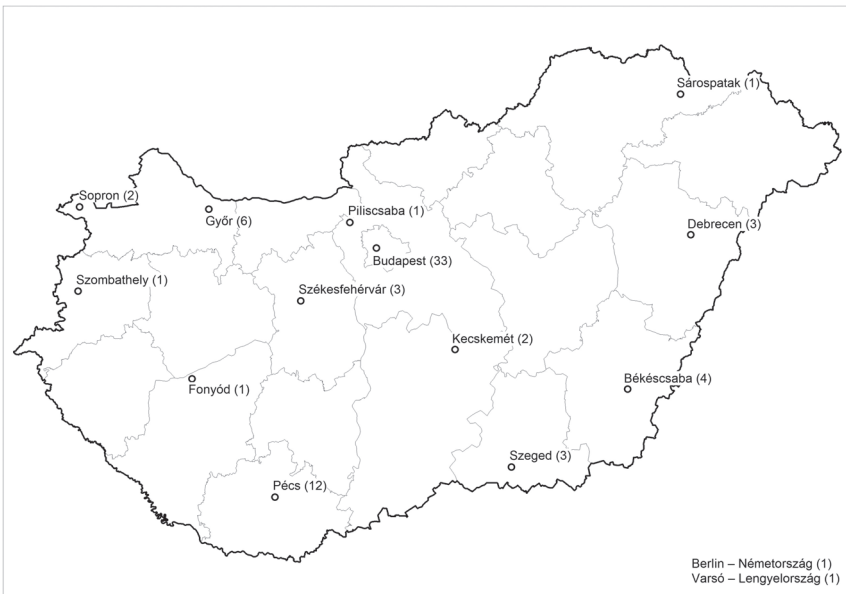 Sárospatak (1)
Sopron (2)
Győr (6)
Piliscsaba (1)
Debrecen (3)
Budapest (33)
Szombathely (1)
Székesfehérvár (3)
Kecskemét (2)
Fonyód (1)
Békéscsaba (4)
Szeged (3)
Pécs (12)
Berlin – Németország (1)
Varsó – Lengyelország (1)